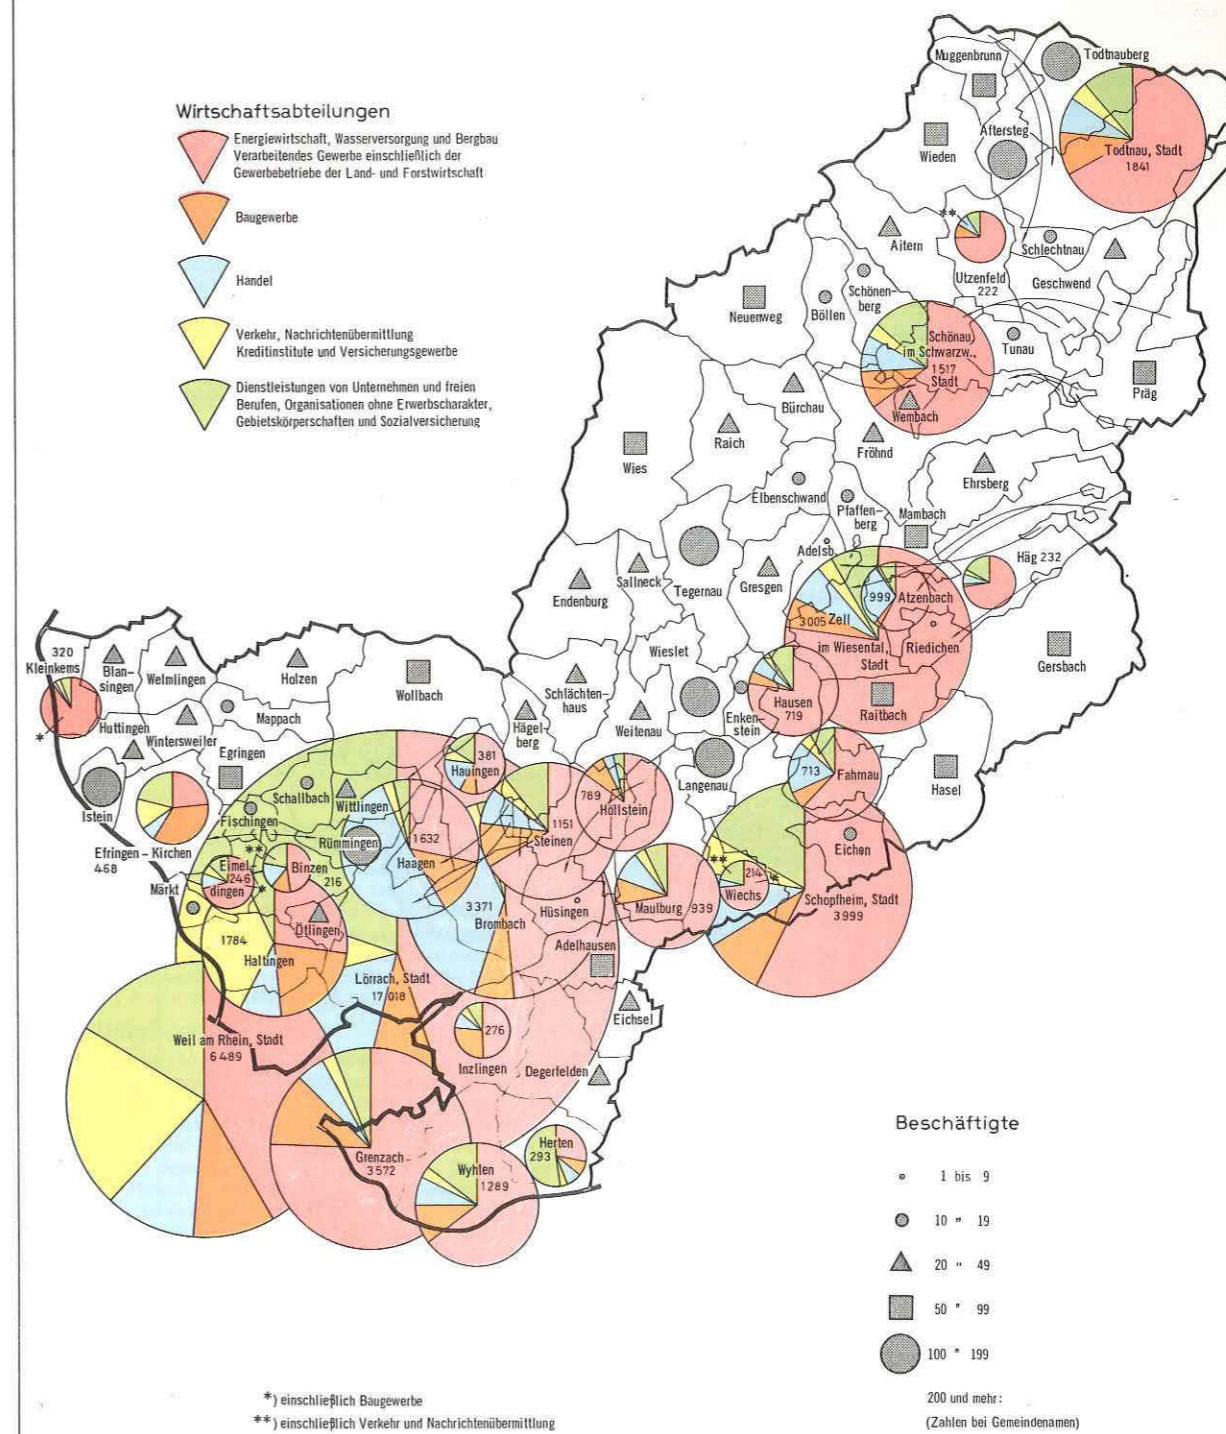 Wirtschaftsabteilungen
Energiewirtschaft, Wasserversorgung und Bergbau
Verarbeitendes Gewerbe einschließlich der
Gewerbebetriebe der Land- und Forstwirtschaft
Baugewerbe
Handel
Verkehr, Nachrichtenübermittlung
Kreditinstitute und Versicherungsgewerbe
Dienstleistungen von Unternehmen und freien
Berufen, Organisationen ohne Erwerbscharakter,
Gebietskörperschaften und Sozialversicherung
Muggenbrunn
Todtnauberg
Wieden
Aftersteg
Todtnau, Stadt
1841
**
Aitern
Utzenfeld
222
Schlechtnau
Geschwend
Neuenweg
Böllen
Schönen-
berg
Schönau
im Schwarzw.,
1517
Stadt
Tunau
Präg
Wembach
Bürchau
Raich
Fröhnd
Wies
Ehrsberg
Elbenschwand
Pfaffen-
berg
Mambach
Adelsb.
Häg 232
Endenburg
Sallneck
Tegernau
Gresgen
999
Atzenbach
3005 Zell
im Wiesental,
Stadt
Riedichen
Gersbach
320
Kleinkems
*
Blan-
singen
Welmlingen
Holzen
Wollbach
Wieslet
Schlächten-
haus
Hausen
719
Raitbach
Huttingen
Wintersweiler
Mappach
Hägel-
berg
Weitenau
Enken-
stein
Egringen
Istein
Schallbach
Wittlingen
381
Hauingen
Langenau
713
Fahrnau
Hasel
Fischingen
789
Höllstein
Efringen-Kirchen
468
Rümmingen
1632
Haagen
1151
Steinen
Eichen
**
Eimel-
246
dingen
*
Binzen
216
Märkt
Ötlingen
3371
Brombach
Hüsingen
Maulburg
939
**
214
*
Wiechs
Schopfheim, Stadt
3999
1784
Haltingen
Adelhausen
Lörrach, Stadt
17 018
Eichsel
Weil am Rhein, Stadt
6489
276
Inzlingen
Degerfelden
Grenzach
3572
Wyhlen
1289
Herten
293
Beschäftigte
1 bis 9
10 " 19
20 " 49
50 " 99
100 " 199
200 und mehr:
(Zahlen bei Gemeindenamen)
*) einschließlich Baugewerbe
**) einschließlich Verkehr und Nachrichtenübermittlung